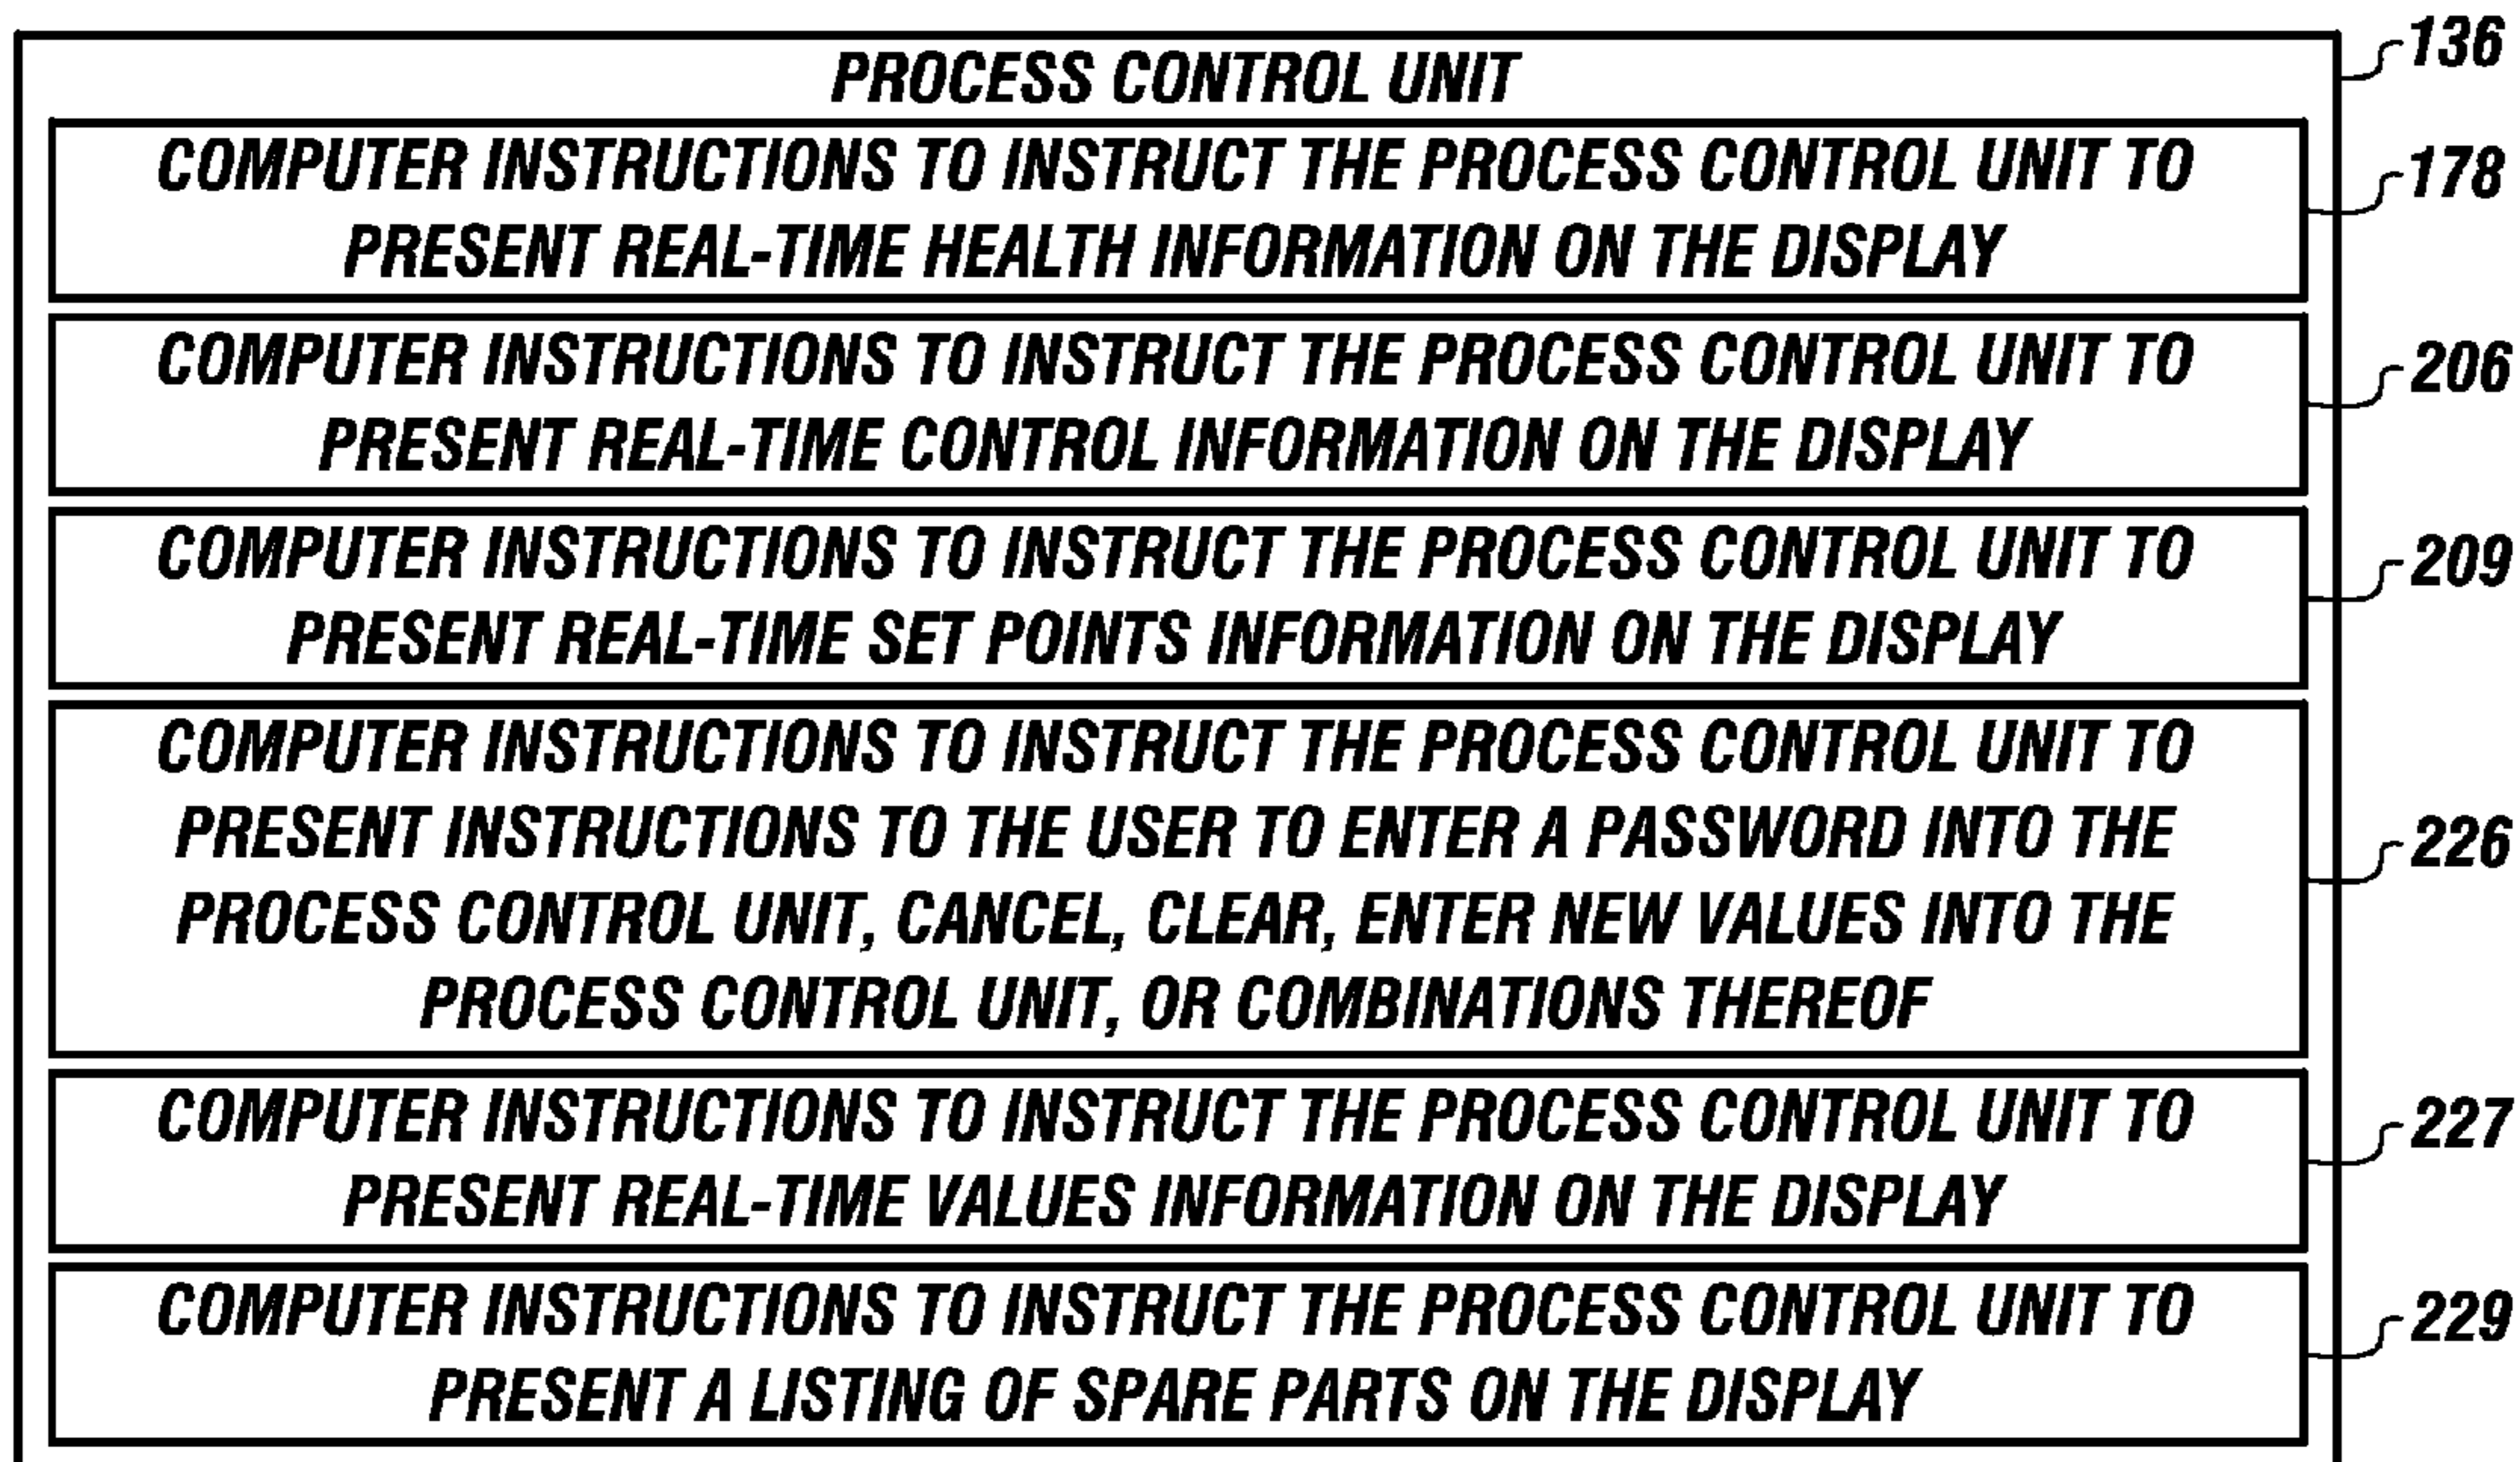 PROCESS CONTROL UNIT
136
COMPUTER INSTRUCTIONS TO INSTRUCT THE PROCESS CONTROL UNIT TO
PRESENT REAL-TIME HEALTH INFORMATION ON THE DISPLAY
178
COMPUTER INSTRUCTIONS TO INSTRUCT THE PROCESS CONTROL UNIT TO
PRESENT REAL-TIME CONTROL INFORMATION ON THE DISPLAY
206
COMPUTER INSTRUCTIONS TO INSTRUCT THE PROCESS CONTROL UNIT TO
PRESENT REAL-TIME SET POINTS INFORMATION ON THE DISPLAY
209
COMPUTER INSTRUCTIONS TO INSTRUCT THE PROCESS CONTROL UNIT TO
PRESENT INSTRUCTIONS TO THE USER TO ENTER A PASSWORD INTO THE
PROCESS CONTROL UNIT, CANCEL, CLEAR, ENTER NEW VALUES INTO THE
PROCESS CONTROL UNIT, OR COMBINATIONS THEREOF
226
COMPUTER INSTRUCTIONS TO INSTRUCT THE PROCESS CONTROL UNIT TO
PRESENT REAL-TIME VALUES INFORMATION ON THE DISPLAY
227
COMPUTER INSTRUCTIONS TO INSTRUCT THE PROCESS CONTROL UNIT TO
PRESENT A LISTING OF SPARE PARTS ON THE DISPLAY
229